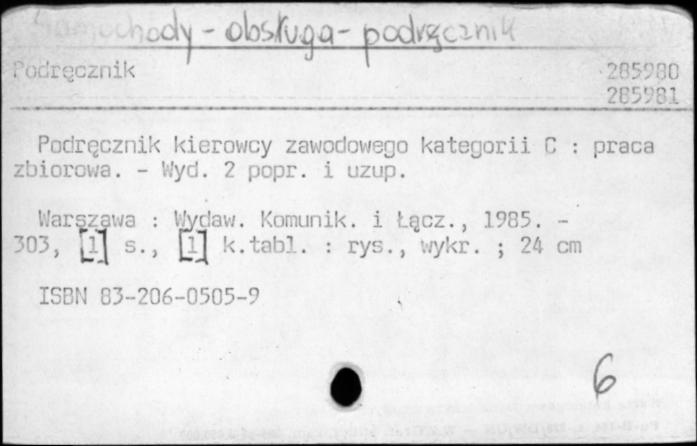 Samochody - obsługa - podręcznik
Podręcznik 285980
285981
Podręcznik kierowcy zawodowego kategorii C : praca
zbiorowa. - Wyd. 2 popr. i uzup.
Warszawa : Wydaw. Komunik. i Łącz., 1985. -
303, [1] s., [1] k.tabl. : rys., wykr. ; 24 cm
ISBN 83-206-0505-9
6